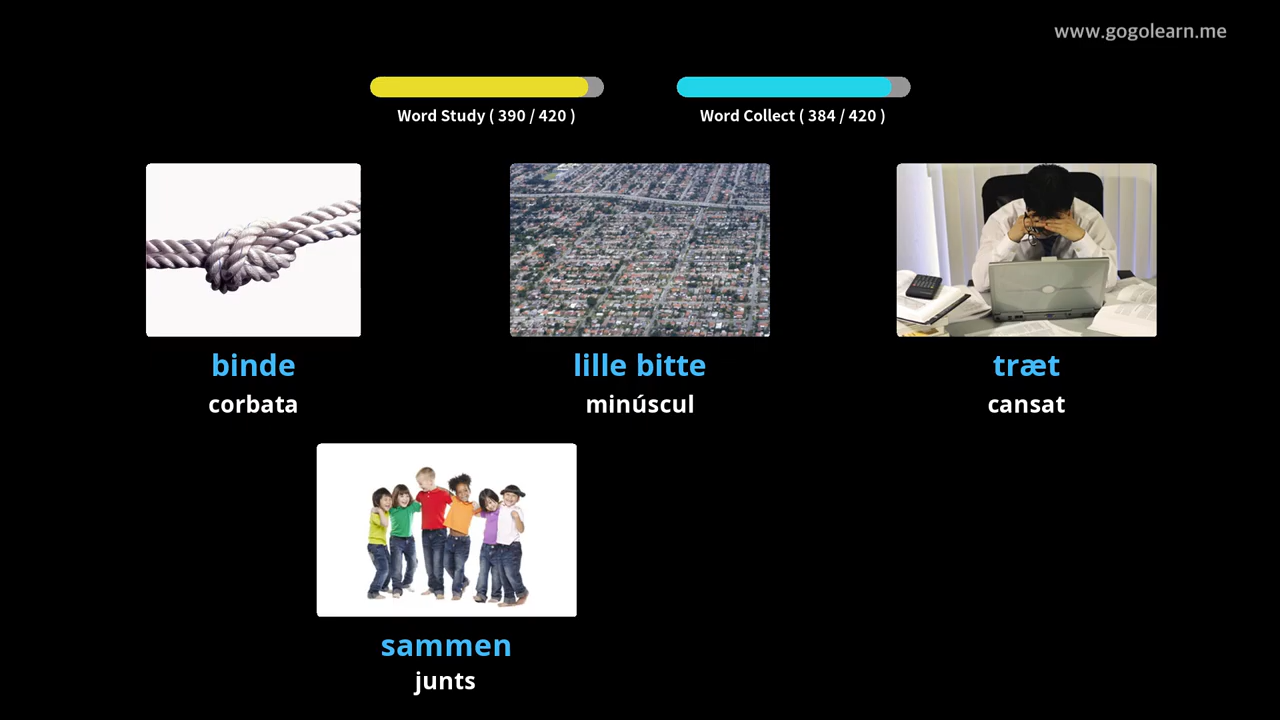 www.gogolearn.me
Word Study ( 390 / 420 )
Word Collect ( 384 / 420 )
binde
corbata
lille bitte
minúscul
træt
cansat
sammen
junts